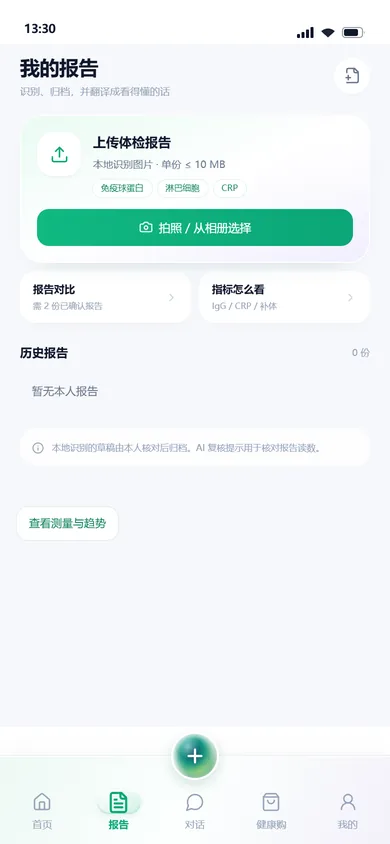 13:30
我的报告
识别、归档，并翻译成看得懂的话
上传体检报告
本地识别图片 · 单份 ≤ 10 MB
免疫球蛋白
淋巴细胞
CRP
拍照 / 从相册选择
报告对比
需 2 份已确认报告
指标怎么看
IgG / CRP / 补体
历史报告
0 份
暂无本人报告
本地识别的草稿由本人核对后归档。AI 复核提示用于核对报告读数。
查看测量与趋势
首页
报告
对话
健康购
我的